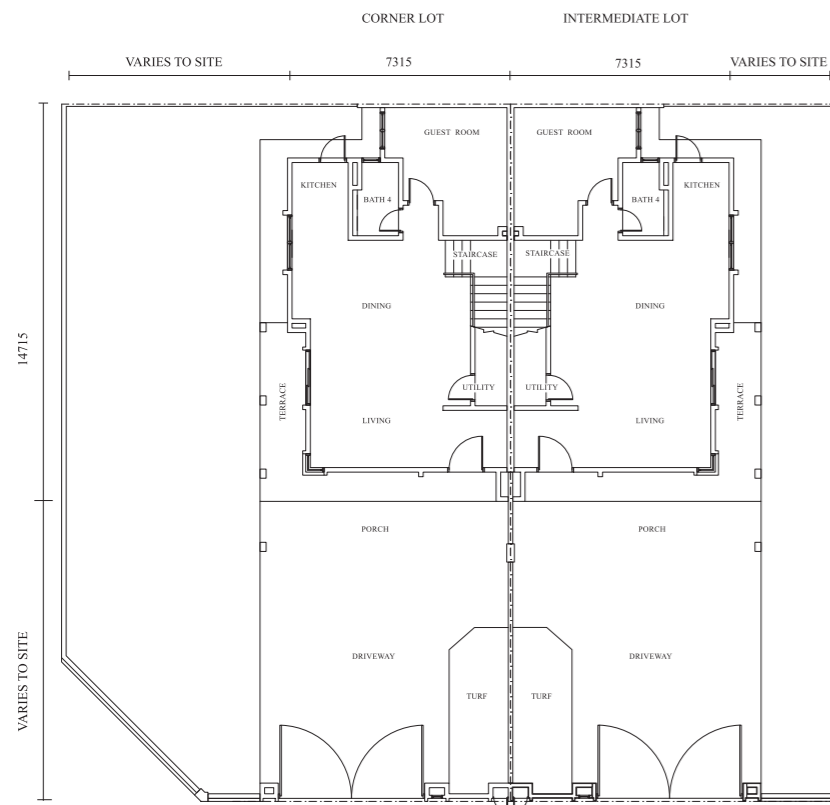 CORNER LOT INTERMEDIATE LOT
VARIES TO SITE 7315 7315 VARIES TO SITE
GUEST ROOM GUEST ROOM
KITCHEN KITCHEN
BATH 4 BATH 4
STAIRCASE STAIRCASE
DINING DINING
14715
UTILITY UTILITY
TERRACE TERRACE
LIVING LIVING
PORCH PORCH
DRIVEWAY DRIVEWAY
VARIES TO SITE
TURF TURF